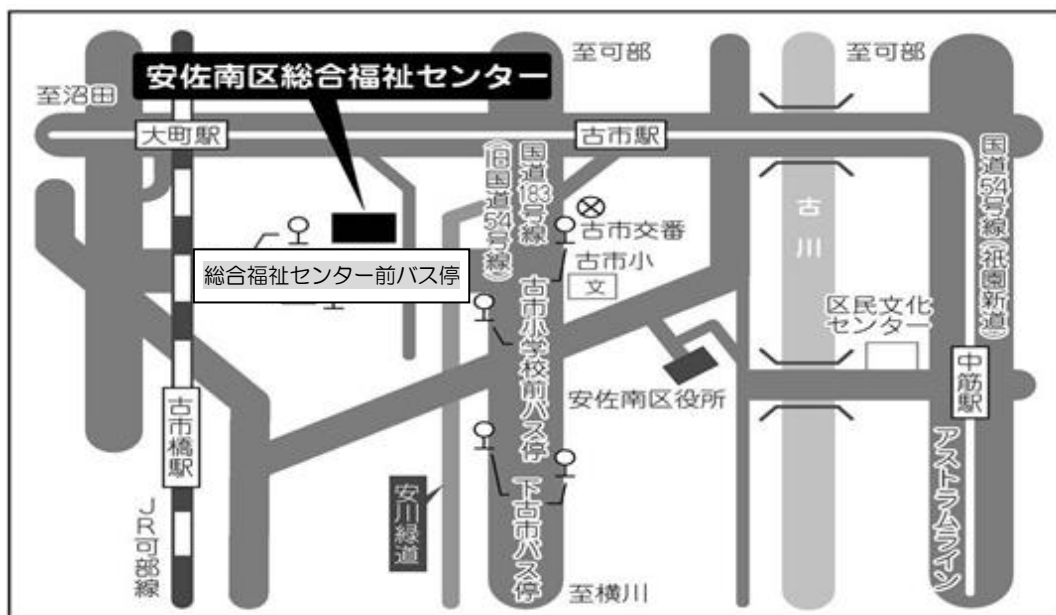 至可部
至可部
安佐南区総合福祉センター
至沼田
大町駅
古市駅
国道183号線
(旧国道54号線)
国道54号線(祇園新道)
古川
古市交番
古市小
文
総合福祉センター前バス停
古市小学校前バス停
区民文化
センター
中筋駅
安佐南区役所
古市橋駅
下古市バス停
アストラムライン
安川緑道
JR可部線
至横川